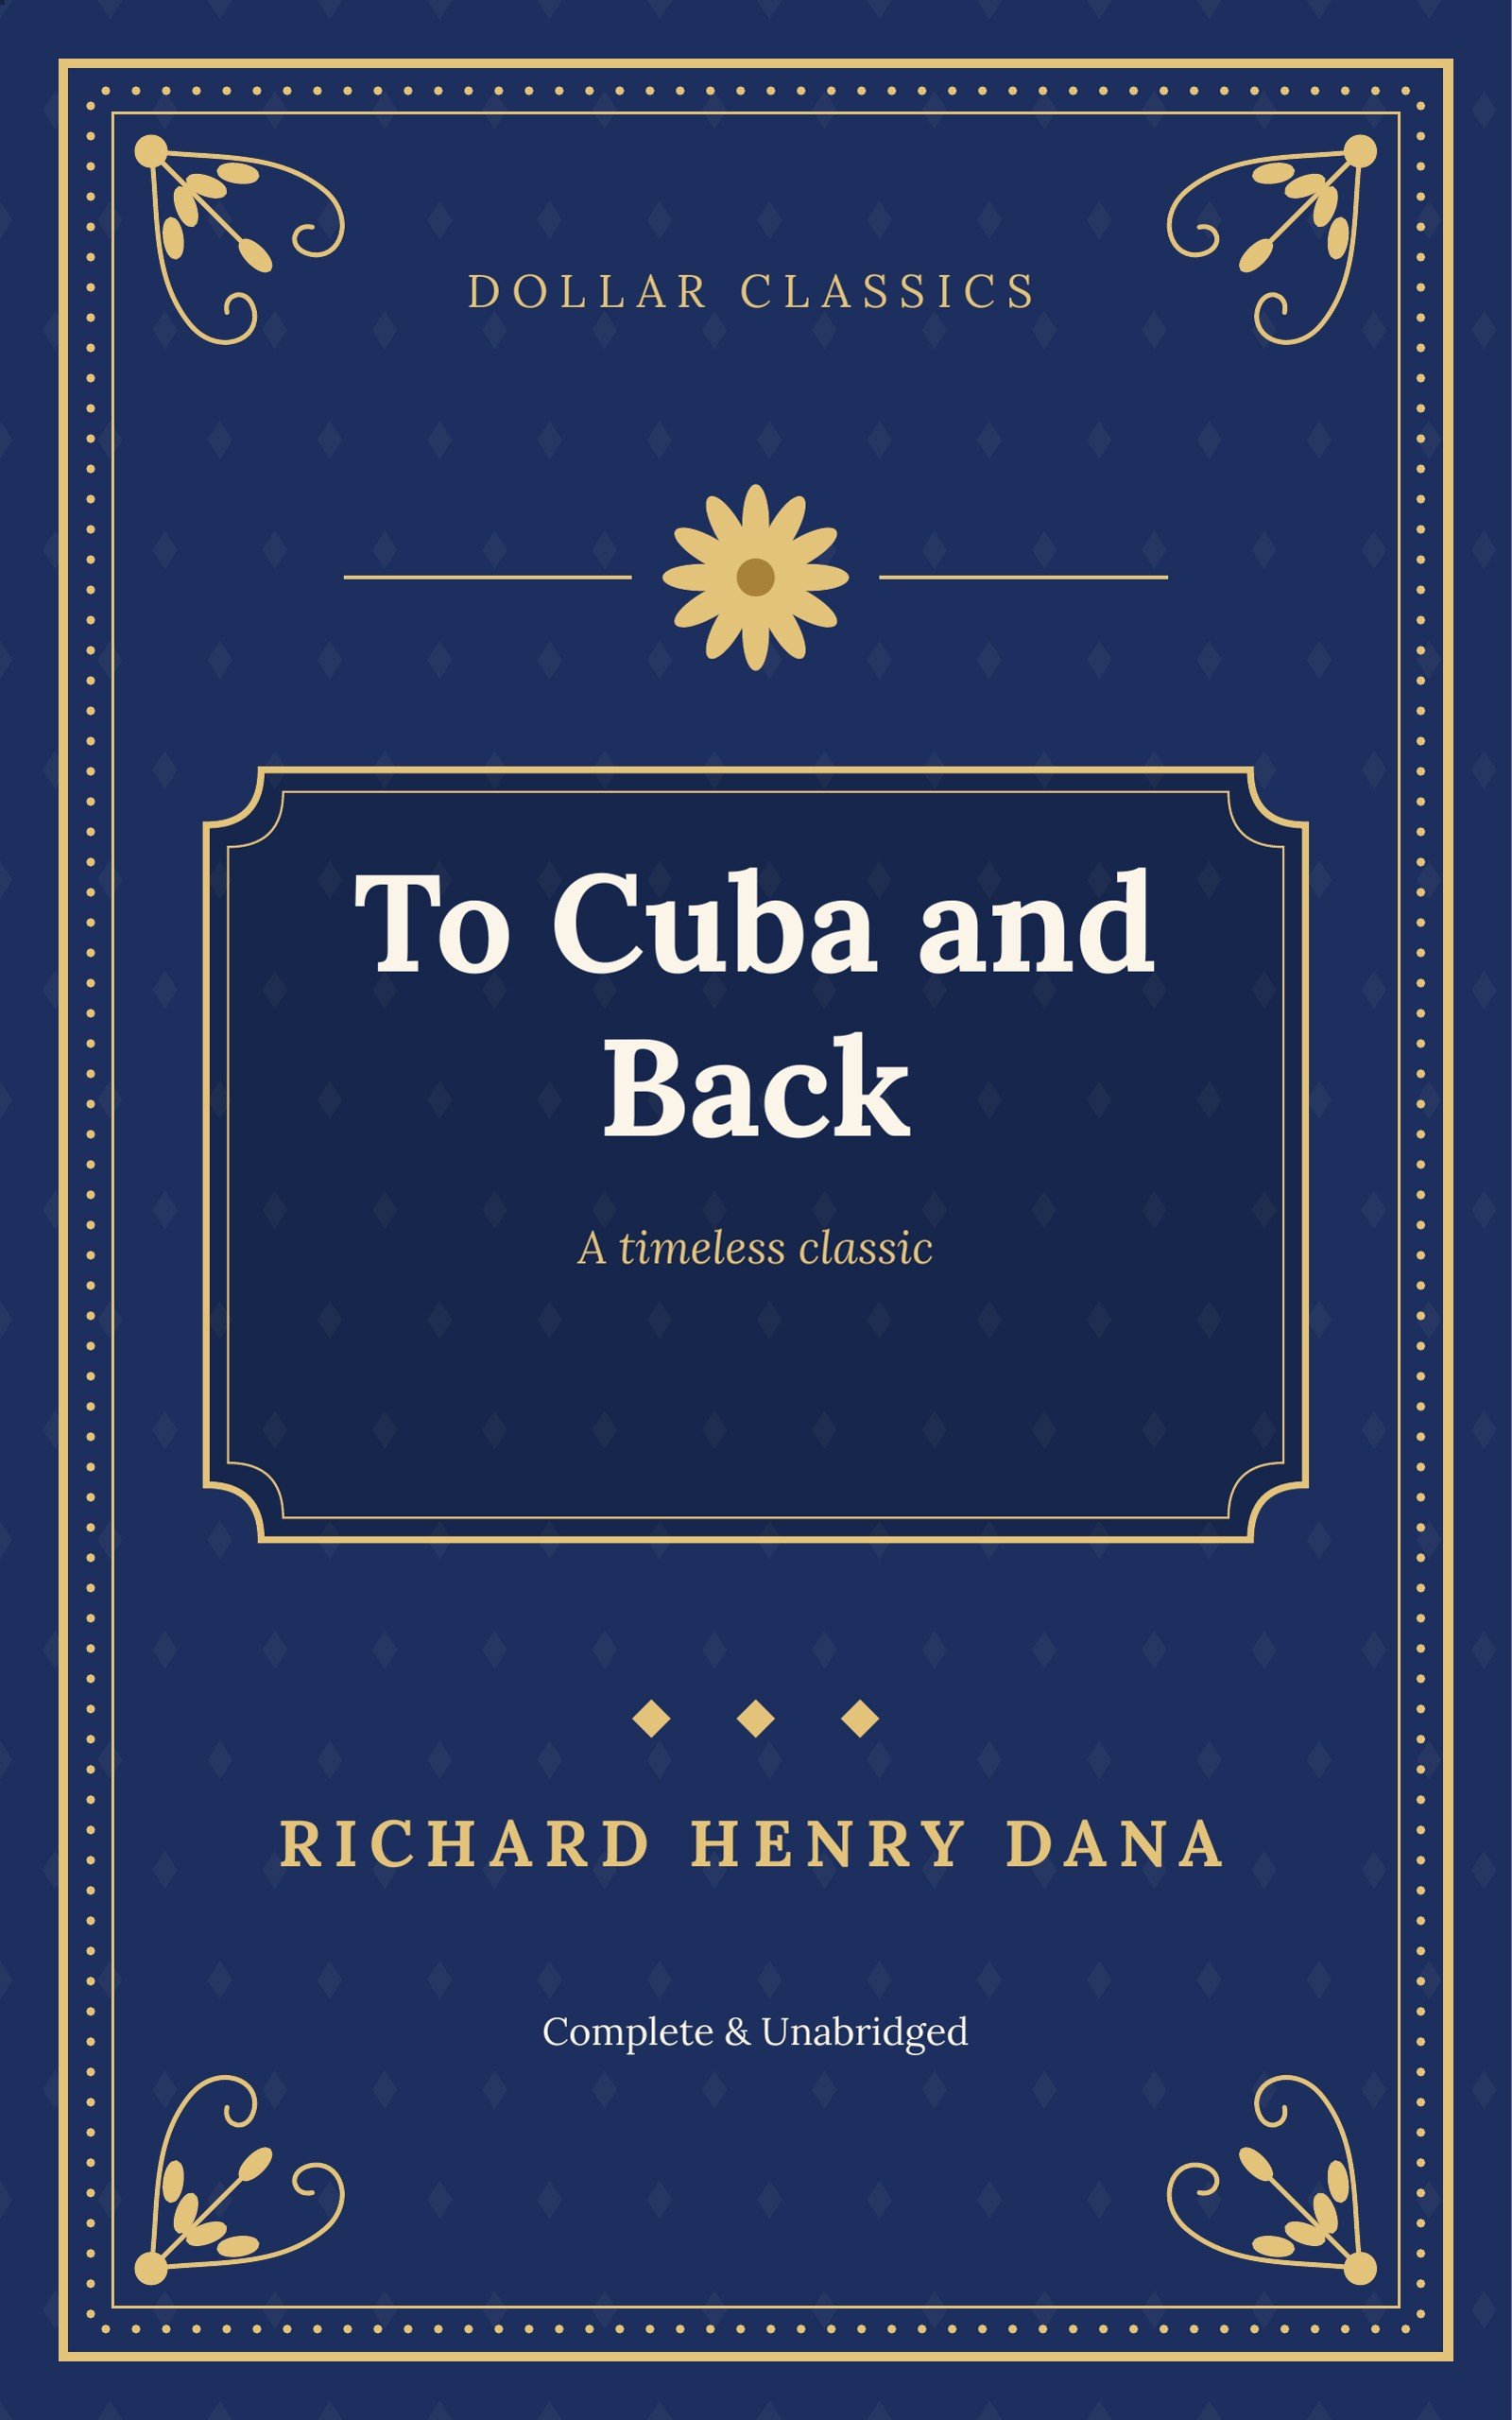 DOLLAR CLASSICS
To Cuba and
Back
A timeless classic
RICHARD HENRY DANA
Complete & Unabridged